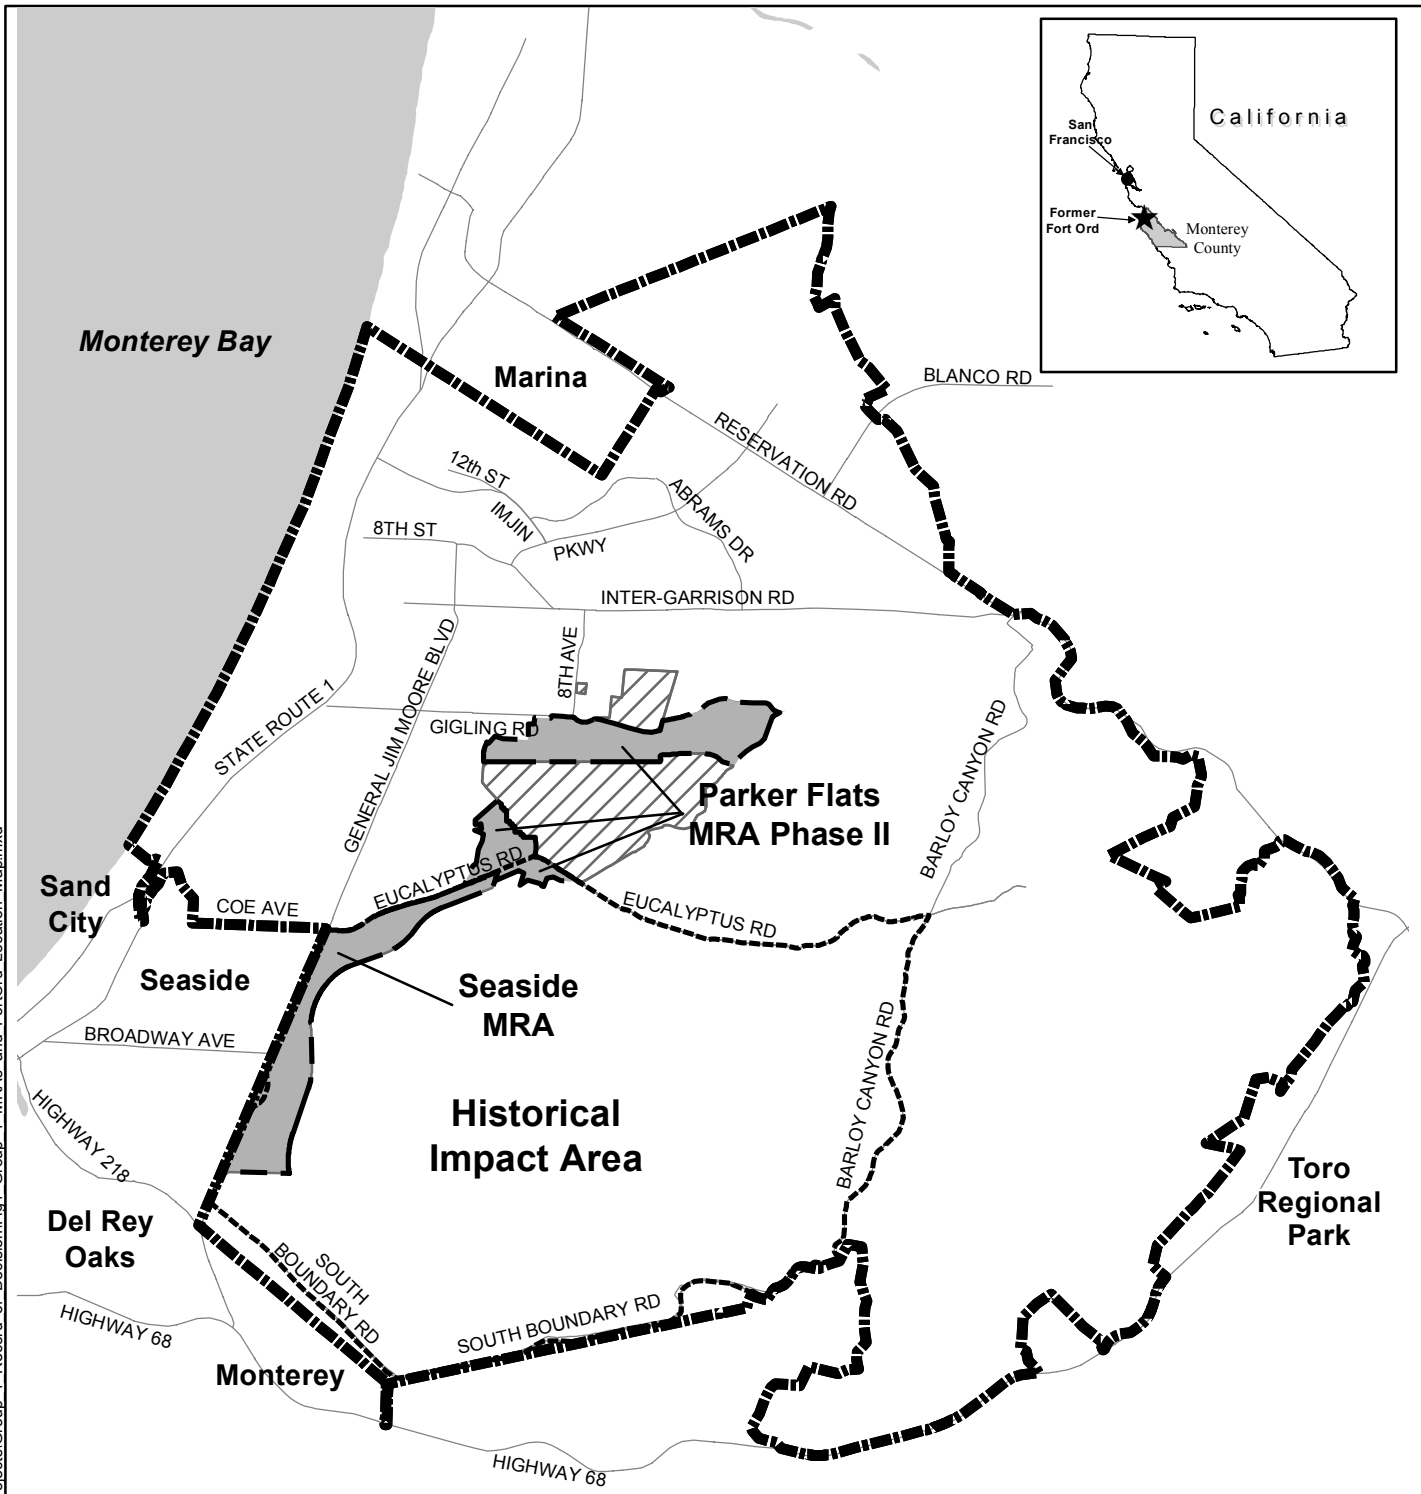 California
San
Francisco
Former
Fort Ord
Monterey
County
Monterey Bay
Marina
BLANCO RD
RESERVATION RD
12th ST
IMJIN
PKWY
ABRAMS DR
8TH ST
INTER-GARRISON RD
8TH AVE
GENERAL JIM MOORE BLVD
STATE ROUTE 1
GIGLING RD
BARLOY CANYON RD
Parker Flats
MRA Phase II
EUCALYPTUS RD
EUCALYPTUS RD
Sand
City
COE AVE
Seaside
Seaside
MRA
BROADWAY AVE
BARLOY CANYON RD
HIGHWAY 218
Historical
Impact Area
Toro
Regional
Park
Del Rey
Oaks
SOUTH
BOUNDARY RD
SOUTH BOUNDARY RD
HIGHWAY 68
Monterey
HIGHWAY 68